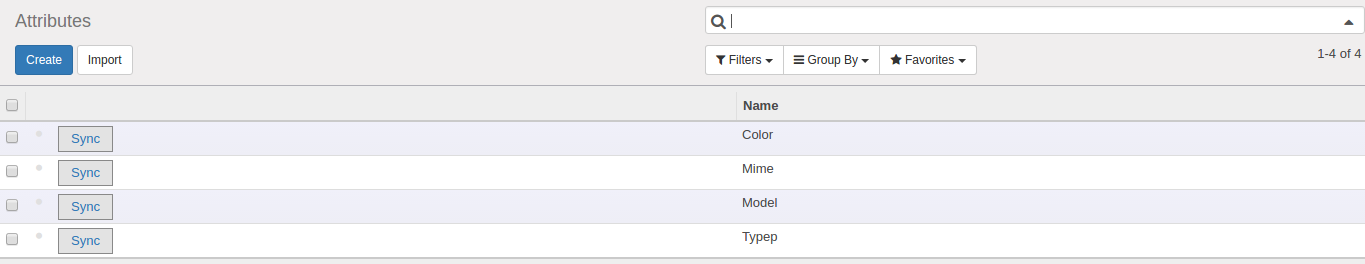 Attributes
Create Import
Filters Group By Favorites 1-4 of 4
Name
Sync Color
Sync Mime
Sync Model
Sync Typep